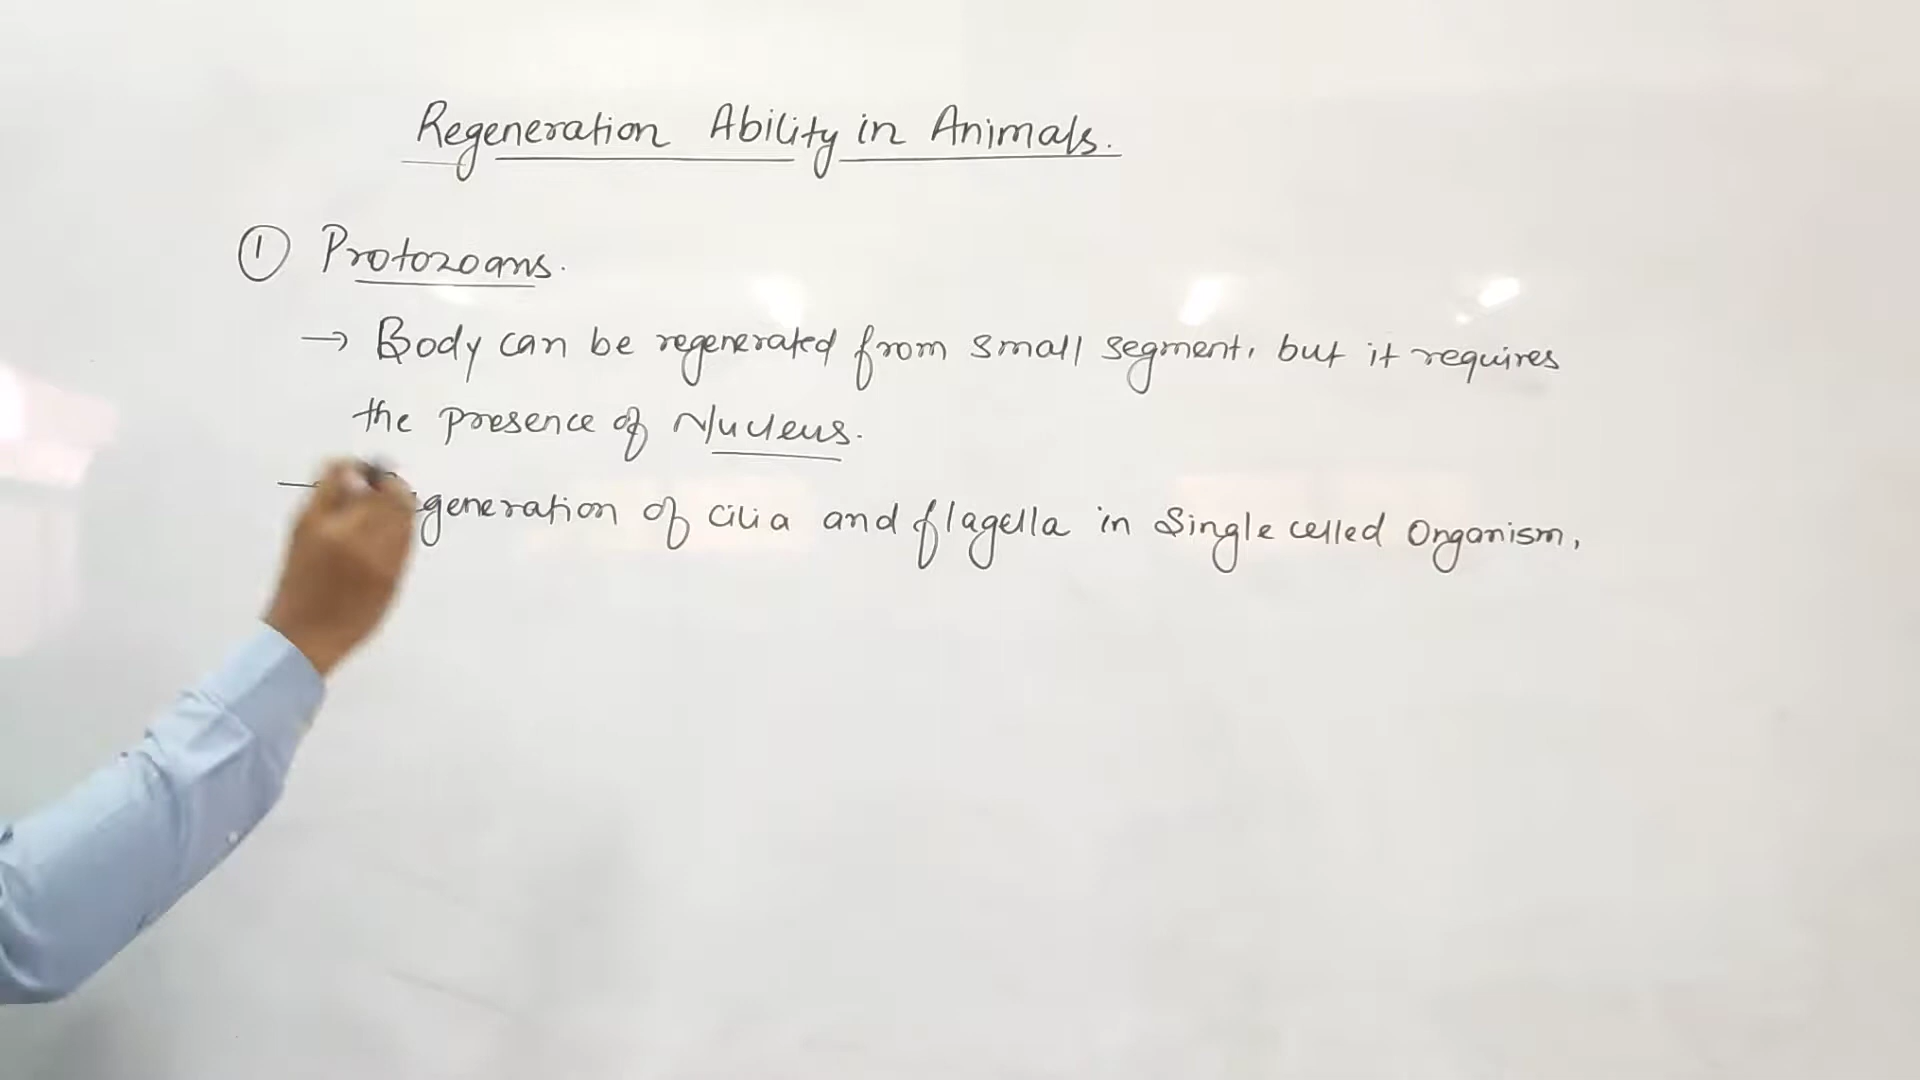 Regeneration Ability in Animals.
① Protozoans.
→ Body can be regenerated from small segment, but it requires
the presence of Nucleus.
generation of cilia and flagella in Single celled Organism,